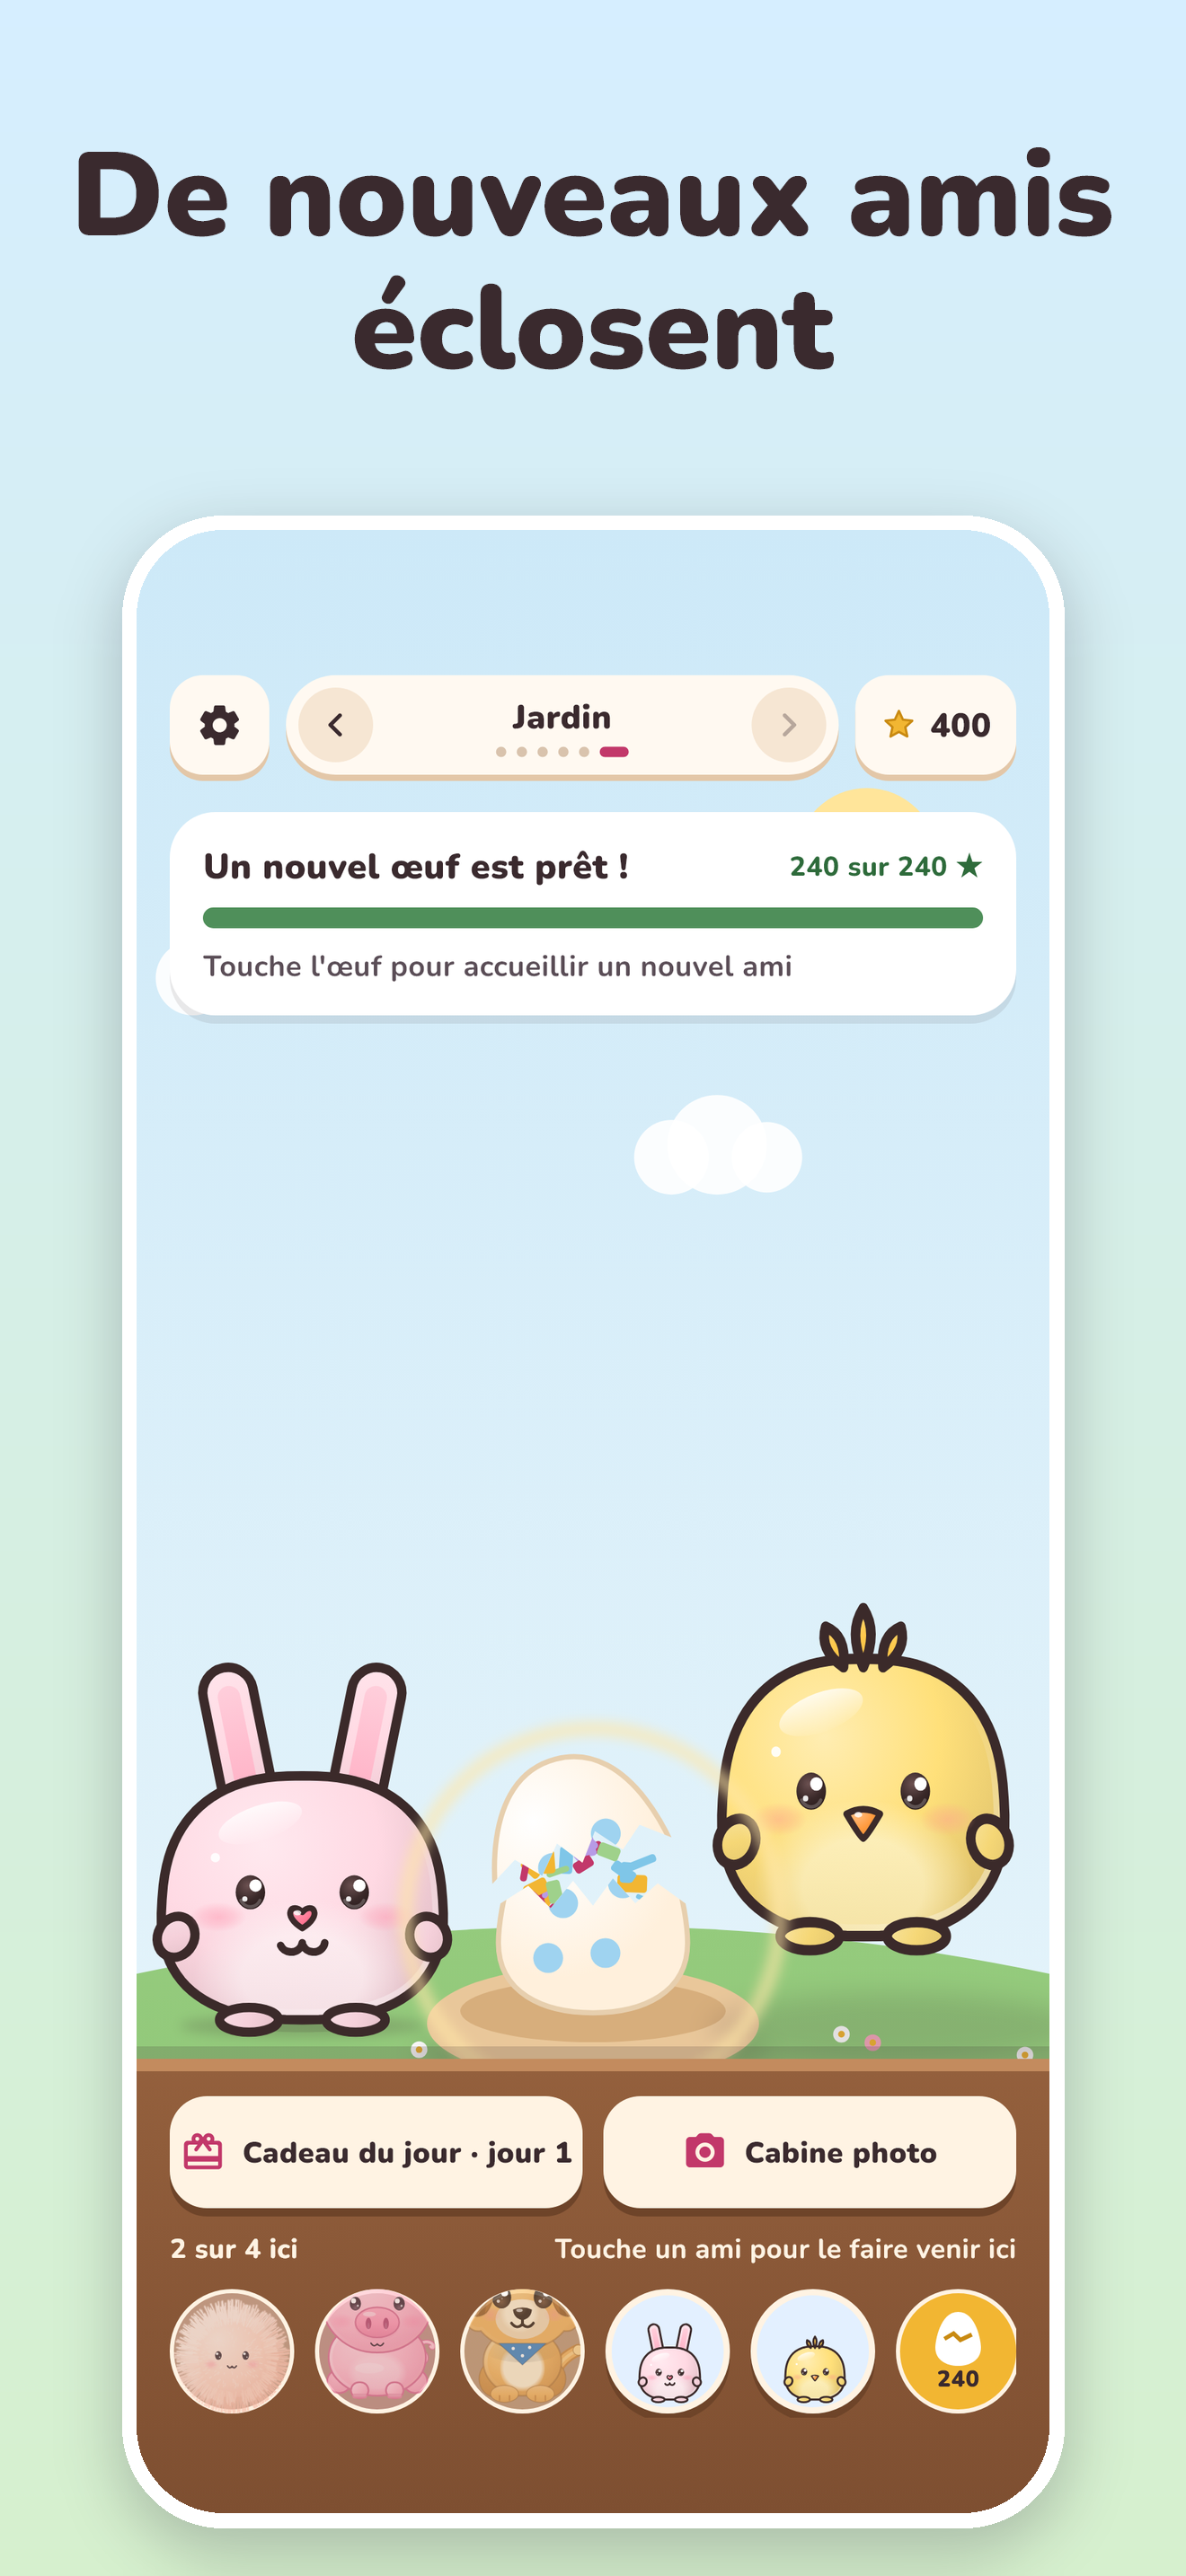 De nouveaux amis
éclosent
Jardin
400
Un nouvel œuf est prêt !
240 sur 240 ★
Touche l'œuf pour accueillir un nouvel ami
Cadeau du jour · jour 1
Cabine photo
2 sur 4 ici
Touche un ami pour le faire venir ici
240